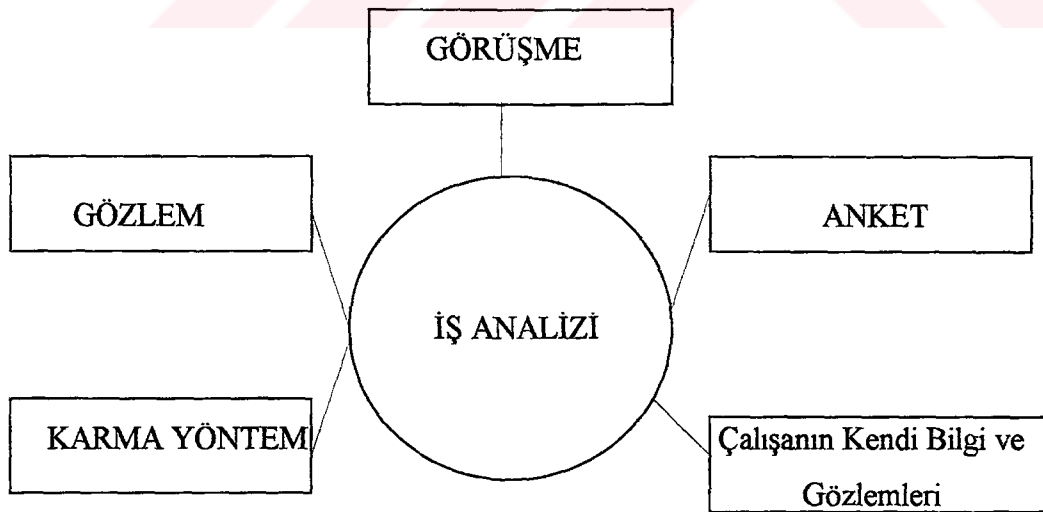 GÖRÜŞME
GÖZLEM
ANKET
İŞ ANALİZİ
KARMA YÖNTEM
Çalışanın Kendi Bilgi ve
Gözlemleri